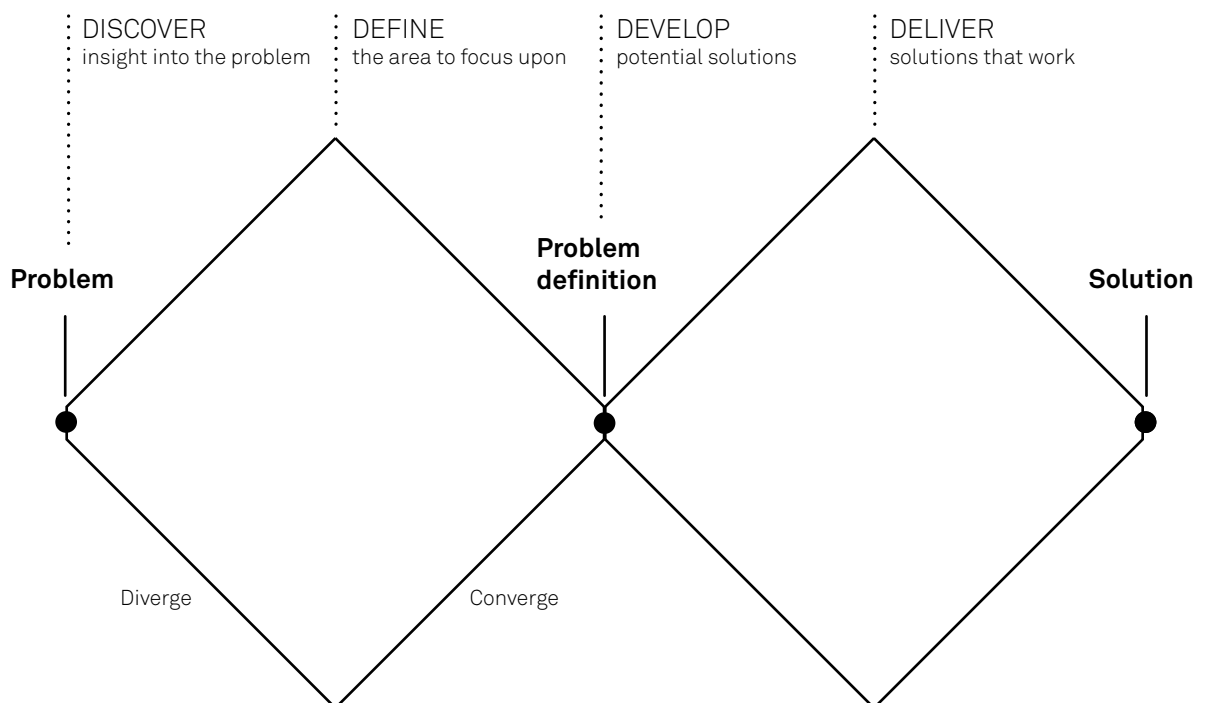 DISCOVER
insight into the problem
DEFINE
the area to focus upon
DEVELOP
potential solutions
DELIVER
solutions that work
Problem
Problem
definition
Solution
Diverge
Converge